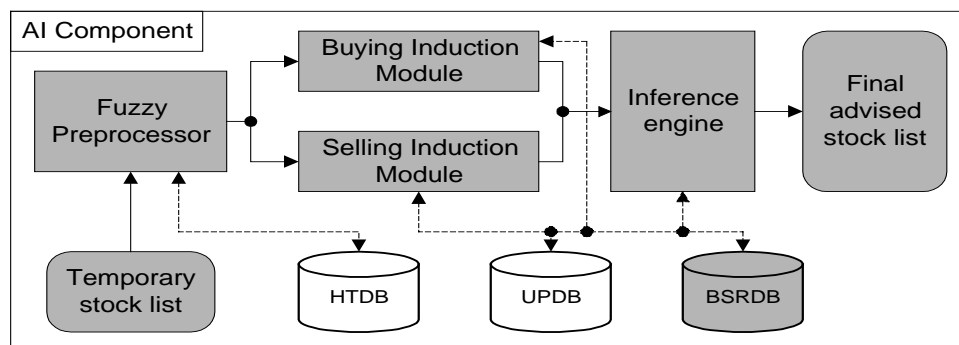 AI Component
Buying Induction
Module
Fuzzy
Preprocessor
Selling Induction
Module
Inference
engine
Final
advised
stock list
Temporary
stock list
HTDB
UPDB
BSRDB